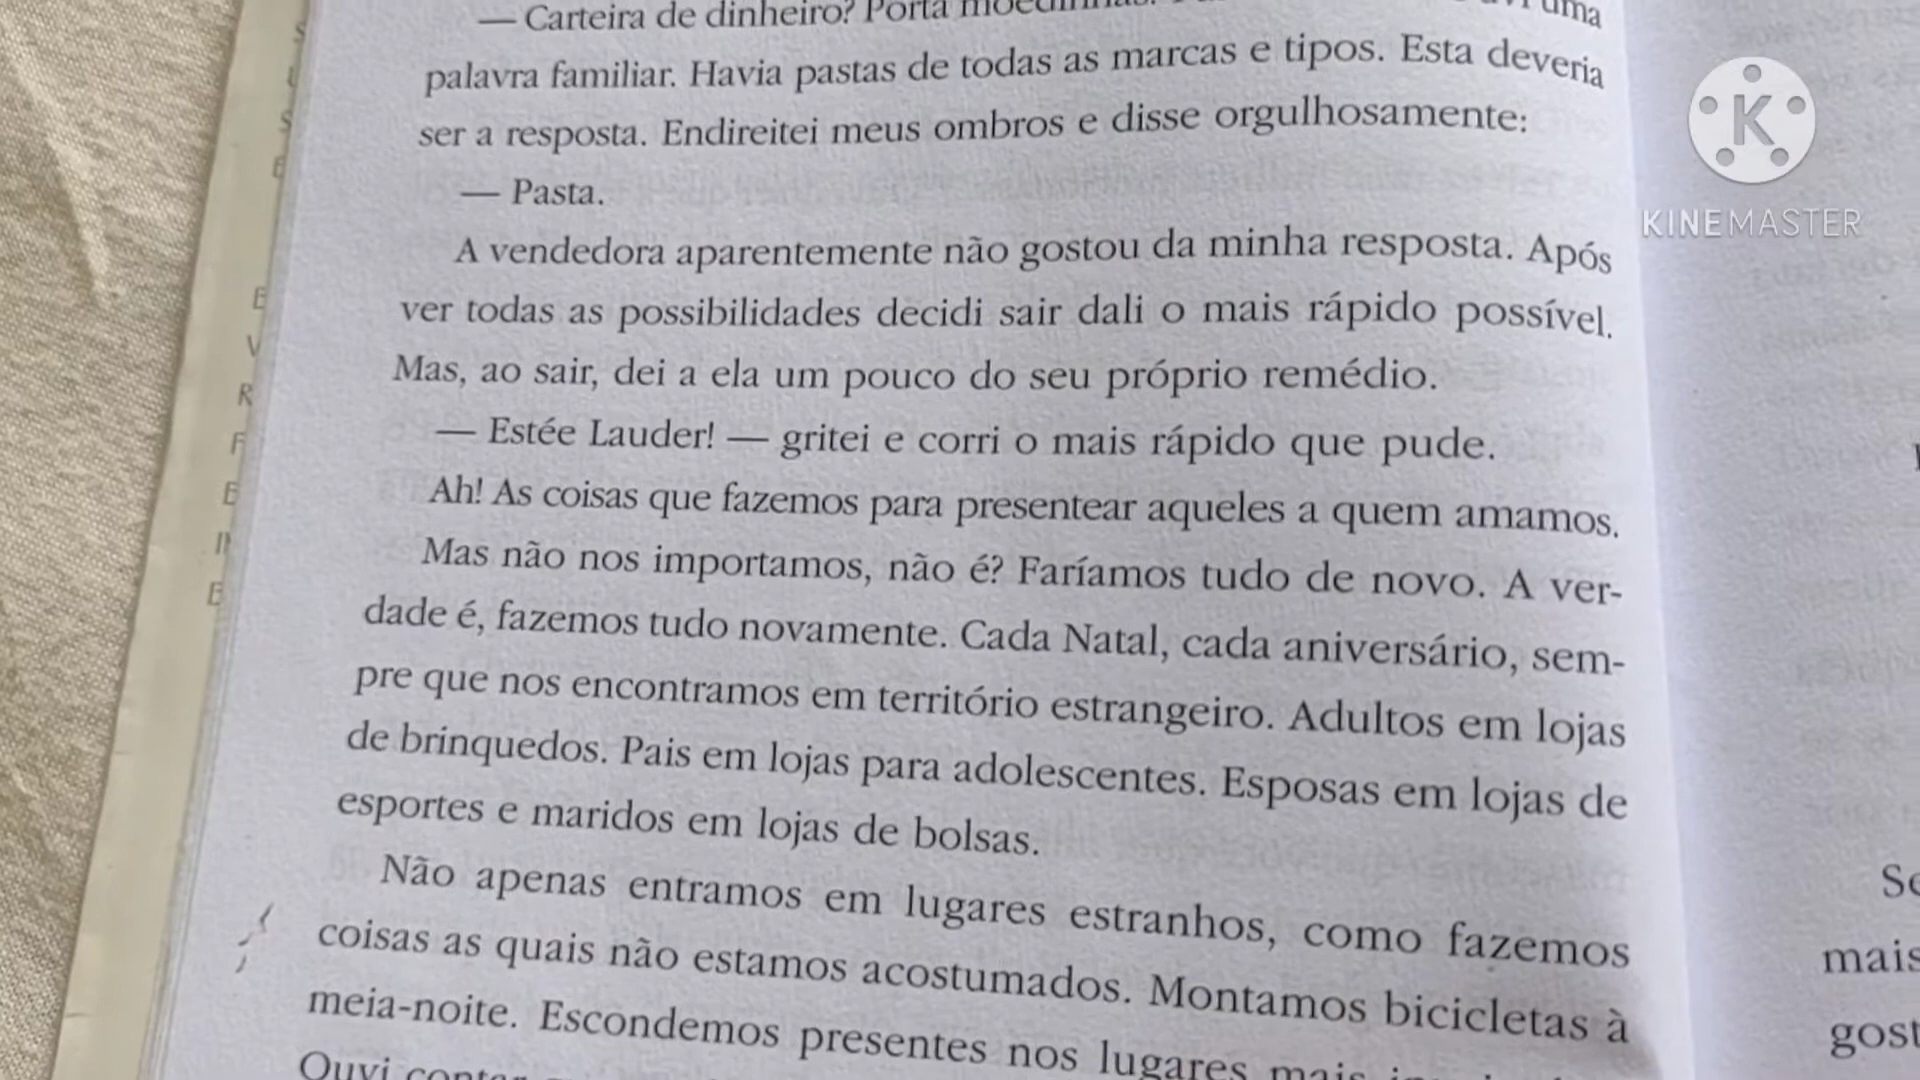 — Carteira de dinheiro? Porta uma
palavra familiar. Havia pastas de todas as marcas e tipos. Esta deveria
ser a resposta. Endireitei meus ombros e disse orgulhosamente:
— Pasta.
A vendedora aparentemente não gostou da minha resposta. Após
ver todas as possibilidades decidi sair dali o mais rápido possível.
Mas, ao sair, dei a ela um pouco do seu próprio remédio.
— Estée Lauder! — gritei e corri o mais rápido que pude.
Ah! As coisas que fazemos para presentear aqueles a quem amamos.
Mas não nos importamos, não é? Faríamos tudo de novo. A ver-
dade é, fazemos tudo novamente. Cada Natal, cada aniversário, sem-
pre que nos encontramos em território estrangeiro. Adultos em lojas
de brinquedos. Pais em lojas para adolescentes. Esposas em lojas de
esportes e maridos em lojas de bolsas.
Não apenas entramos em lugares estranhos, como fazemos
coisas as quais não estamos acostumados. Montamos bicicletas à
meia-noite. Escondemos presentes nos lugares mais
Ouvi
KINEMASTER
mais